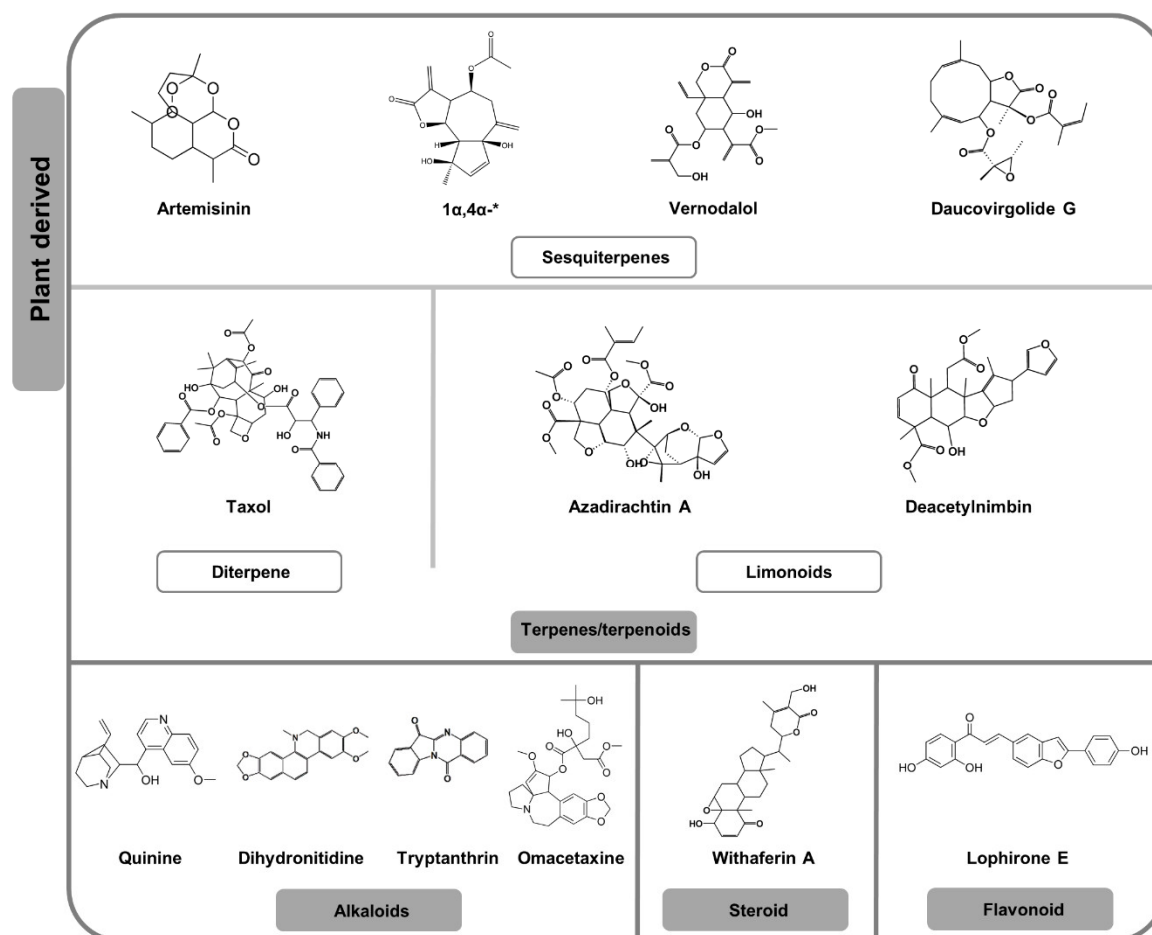 Plant derived
Artemisinin
1α,4α-*
Vernodalol
Daucovirgolide G
Sesquiterpenes
Taxol
Azadirachtin A
Deacetylnimbin
Diterpene
Limonoids
Terpenes/terpenoids
Quinine
Dihydronitidine
Tryptanthrin
Omacetaxine
Withaferin A
Lophirone E
Alkaloids
Steroid
Flavonoid